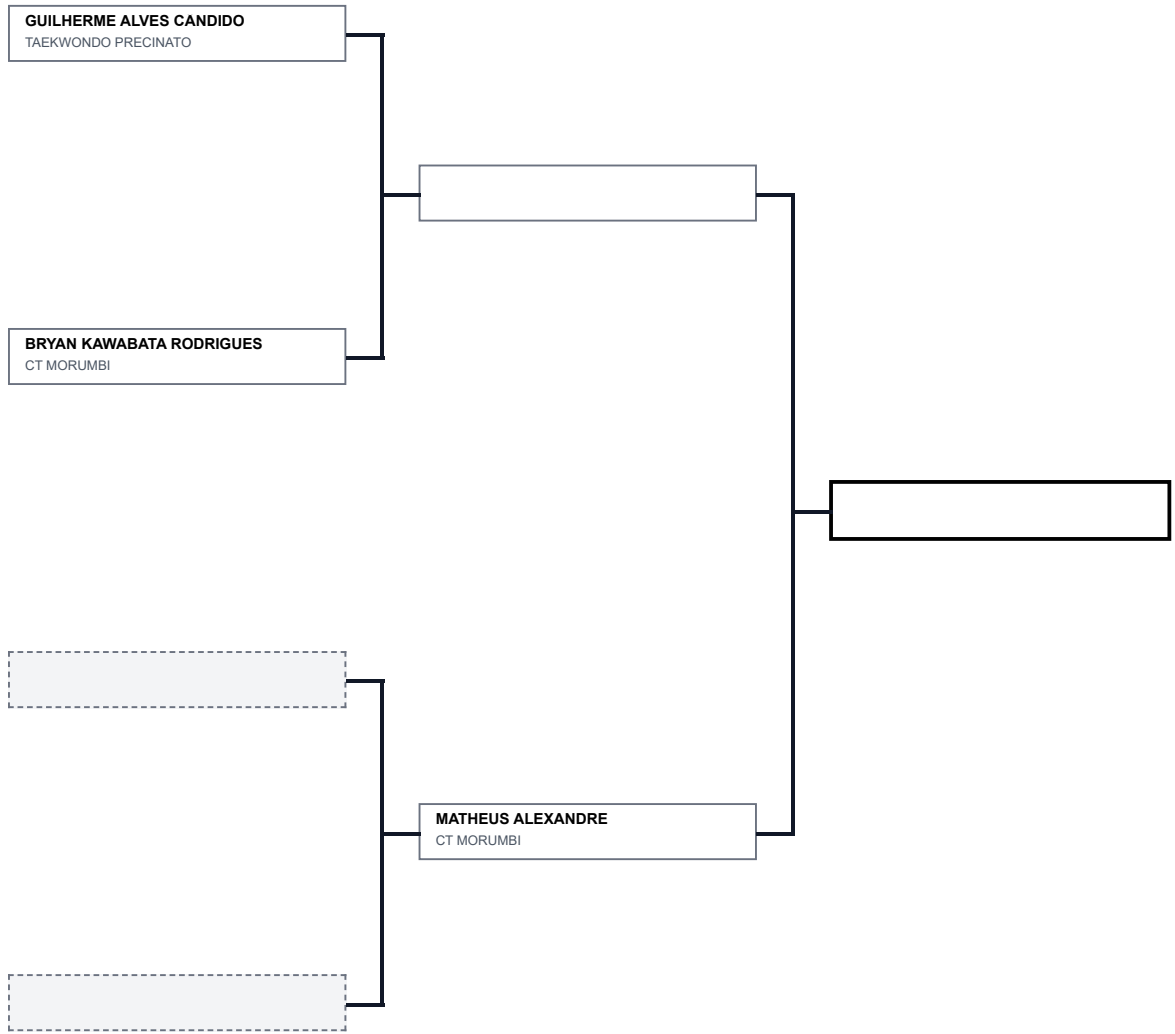 GUILHERME ALVES CANDIDO
TAEKWONDO PRECINATO
BRYAN KAWABATA RODRIGUES
CT MORUMBI
MATHEUS ALEXANDRE
CT MORUMBI